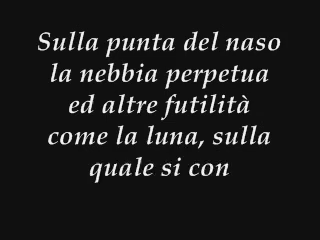 Sulla punta del naso
la nebbia perpetua
ed altre futilità
come la luna, sulla
quale si con